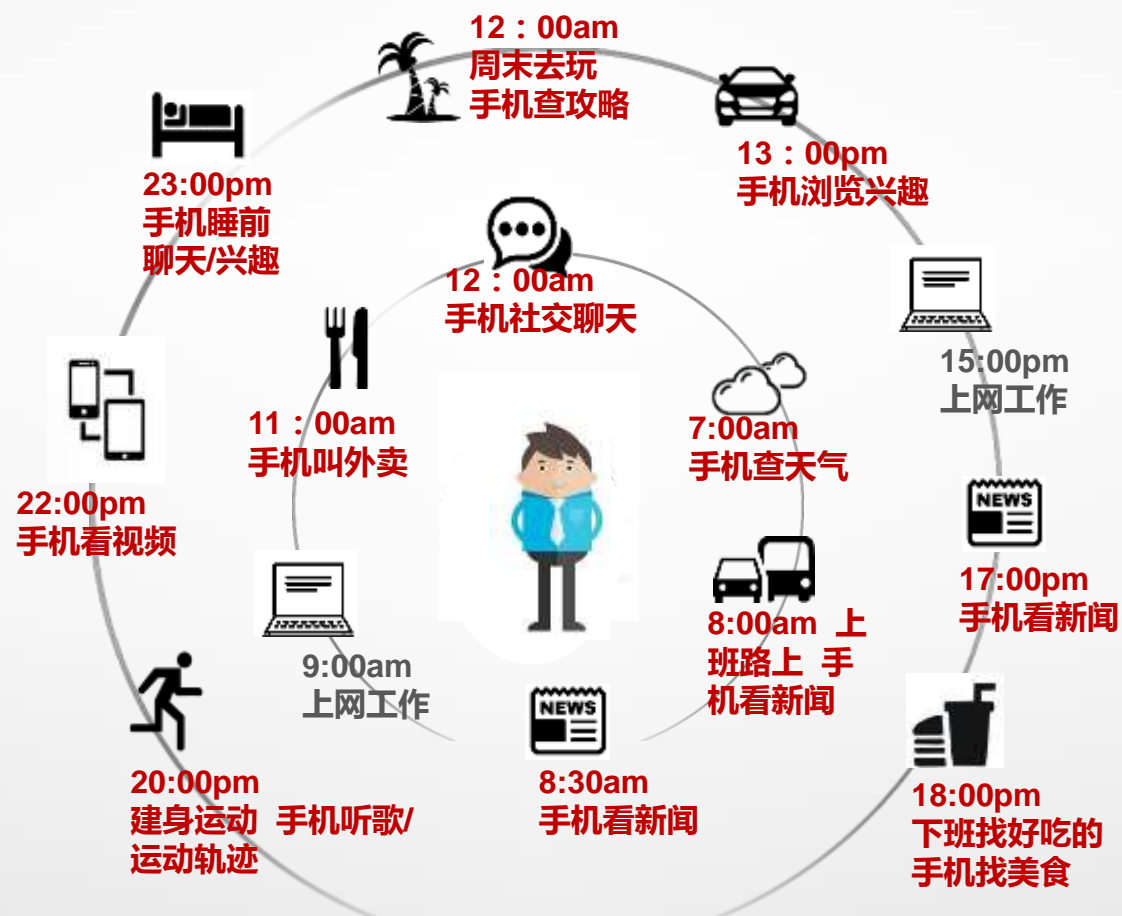 12：00am
周末去玩
手机查攻略
13：00pm
手机浏览兴趣
23:00pm
手机睡前
聊天/兴趣
12：00am
手机社交聊天
15:00pm
上网工作
11：00am
手机叫外卖
7:00am
手机查天气
22:00pm
手机看视频
NEWS
17:00pm
手机看新闻
8:00am 上
班路上 手
机看新闻
9:00am
上网工作
NEWS
8:30am
手机看新闻
20:00pm
建身运动 手机听歌/
运动轨迹
18:00pm
下班找好吃的
手机找美食